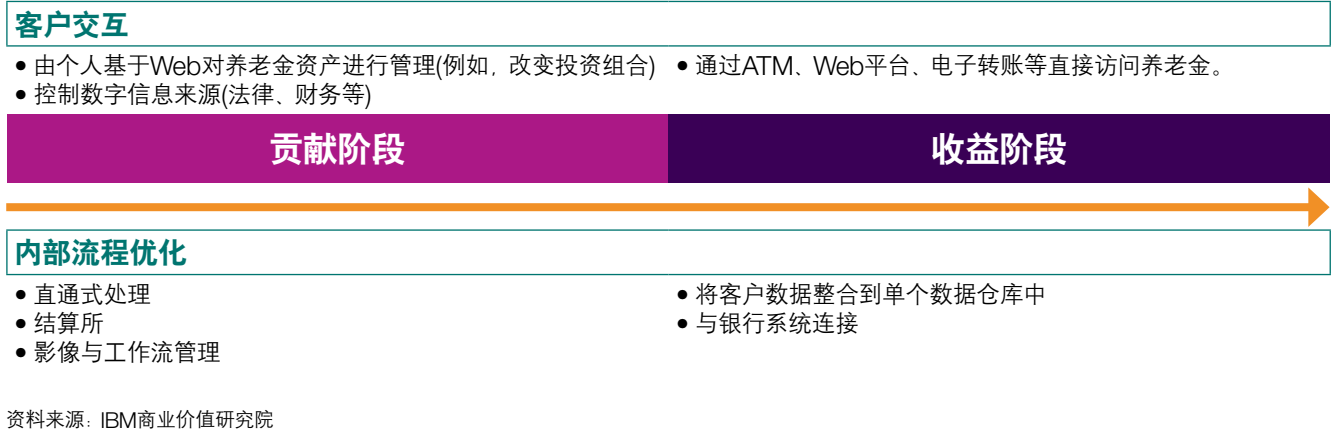 客户交互
● 由个人基于Web对养老金资产进行管理(例如, 改变投资组合)
● 控制数字信息来源(法律、财务等)
● 通过ATM、Web平台、电子转账等直接访问养老金。
贡献阶段
收益阶段
内部流程优化
● 直通式处理
● 结算所
● 影像与工作流管理
● 将客户数据整合到单个数据仓库中
● 与银行系统连接
资料来源: IBM商业价值研究院